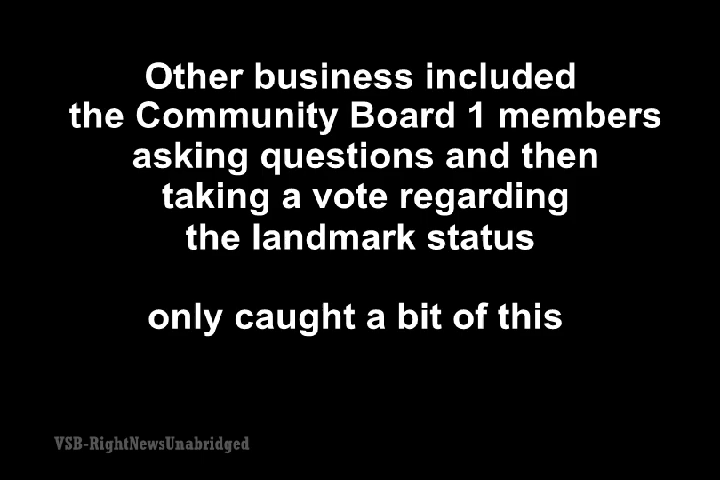 Other business included
the Community Board 1 members
asking questions and then
taking a vote regarding
the landmark status
only caught a bit of this
VSB-RightNewsUnabridged